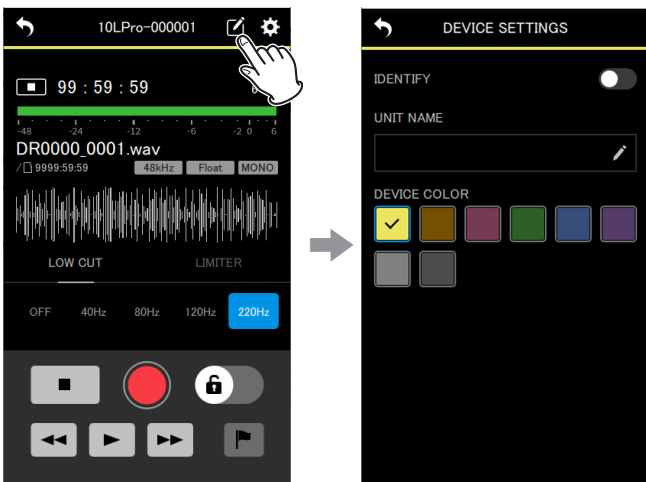 10LPro-000001
99 : 59 : 59
-48 -24 -12 -6 -2 0 6
DR0000_0001.wav
/ 9999:59:59 48kHz Float MONO
LOW CUT LIMITER
OFF 40Hz 80Hz 120Hz 220Hz
DEVICE SETTINGS
IDENTIFY
UNIT NAME
DEVICE COLOR